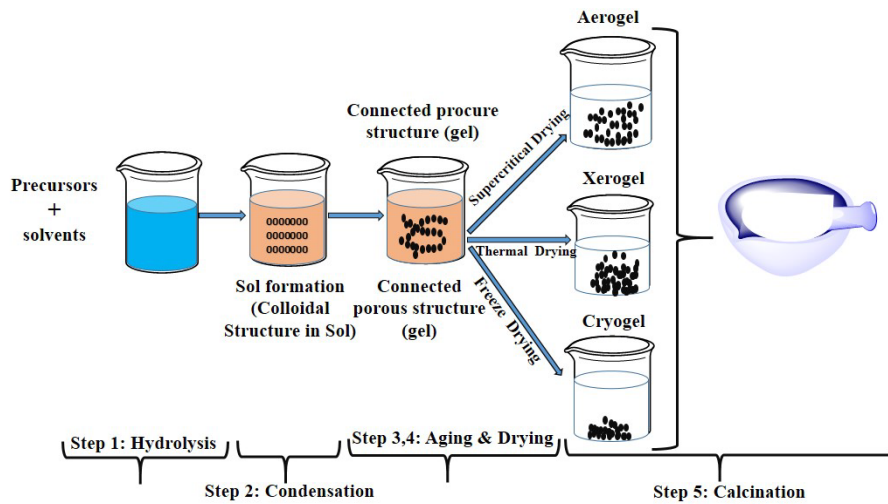 Aerogel
Connected procure
structure (gel)
Supercritical Drying
Precursors
+
solvents
Xerogel
Thermal Drying
Sol formation
(Colloidal
Structure in Sol)
Connected
porous structure
(gel)
Freeze Drying
Cryogel
Step 1: Hydrolysis
Step 2: Condensation
Step 3,4: Aging & Drying
Step 5: Calcination